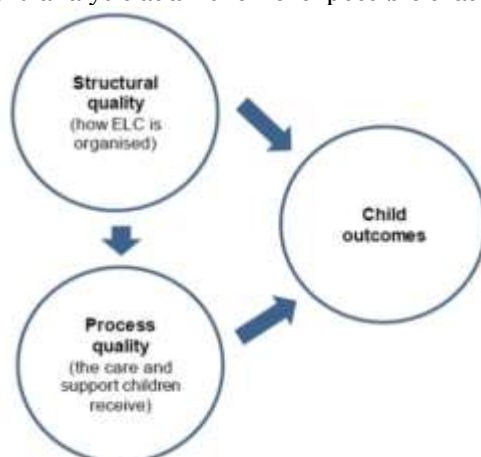 Structural
quality
(how ELC is
organised)
Child
outcomes
Process
quality
(the care and
support children
receive)